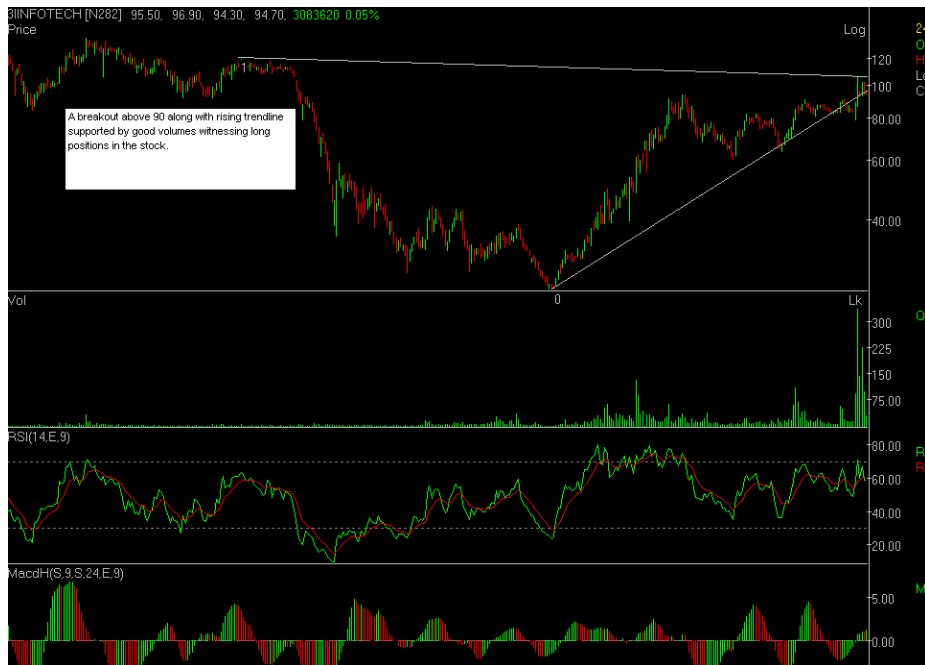 3IINFOTECH [N282] 95.50, 96.90, 94.30, 94.70, 3083620 0.05%
Price
Log
24
O
H
Lo
C
120
100
80.00
60.00
40.00
1
A breakout above 90 along with rising trendline
supported by good volumes witnessing long
positions in the stock.
0
Vol
Lk
Q
300
225
150
75.00
RSI(14,E,9)
80.00
R
R
60.00
40.00
20.00
MacdH(S,9,S,24,E,9)
M
5.00
0.00